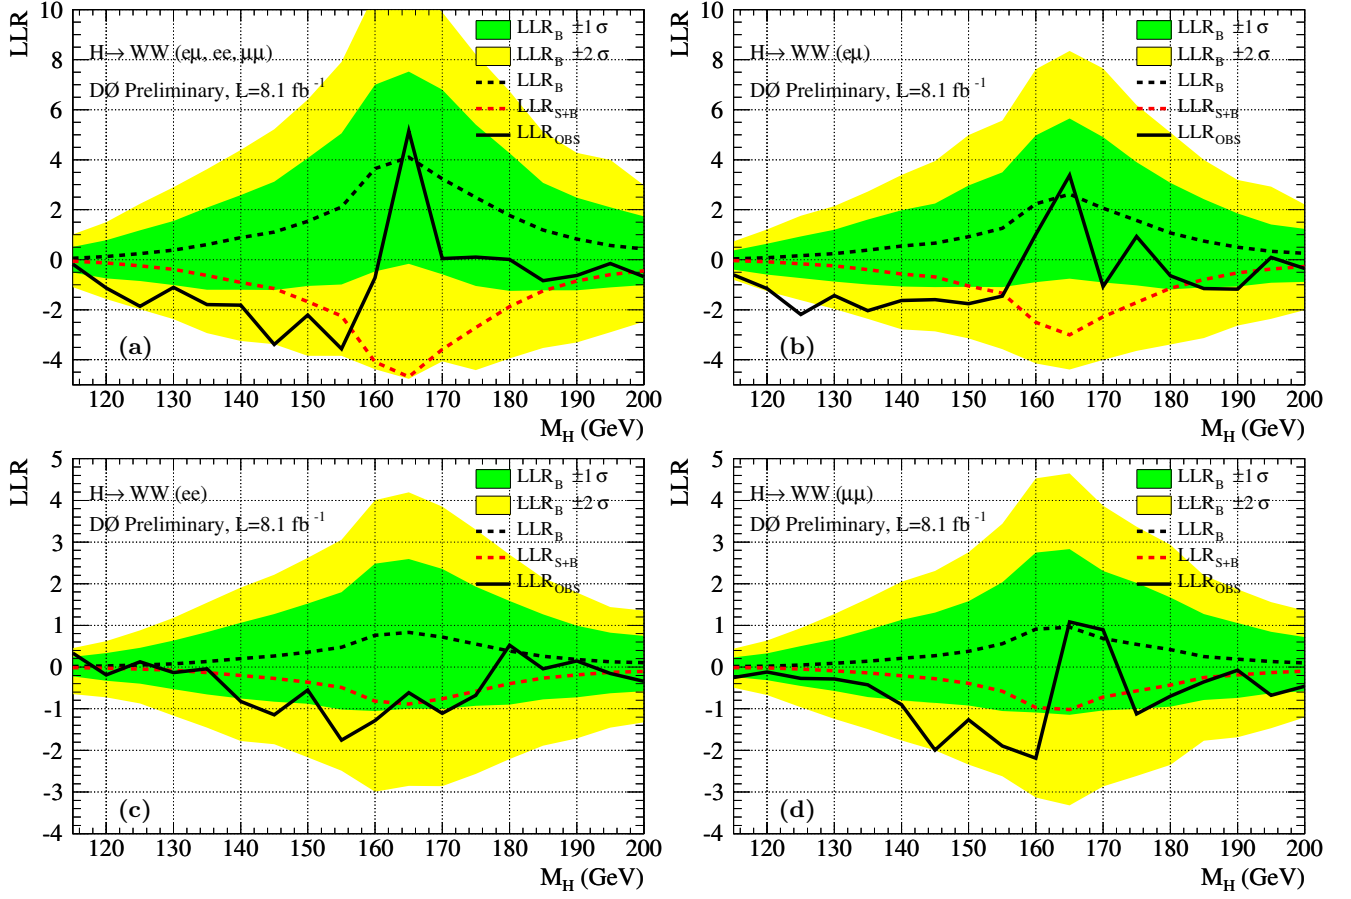 LLR
10
8
6
4
2
0
-2
-4
H→ WW (eμ, ee, μμ)
DØ Preliminary, L=8.1 fb⁻¹
LLR_B ±1 σ
LLR_B ±2 σ
LLR_B
LLR_S+B
LLR_OBS
(a)
120 130 140 150 160 170 180 190 200
M_H (GeV)
LLR
10
8
6
4
2
0
-2
-4
H→ WW (eμ)
DØ Preliminary, L=8.1 fb⁻¹
LLR_B ±1 σ
LLR_B ±2 σ
LLR_B
LLR_S+B
LLR_OBS
(b)
120 130 140 150 160 170 180 190 200
M_H (GeV)
LLR
5
4
3
2
1
0
-1
-2
-3
-4
H→ WW (ee)
DØ Preliminary, L=8.1 fb⁻¹
LLR_B ±1 σ
LLR_B ±2 σ
LLR_B
LLR_S+B
LLR_OBS
(c)
120 130 140 150 160 170 180 190 200
M_H (GeV)
LLR
5
4
3
2
1
0
-1
-2
-3
-4
H→ WW (μμ)
DØ Preliminary, L=8.1 fb⁻¹
LLR_B ±1 σ
LLR_B ±2 σ
LLR_B
LLR_S+B
LLR_OBS
(d)
120 130 140 150 160 170 180 190 200
M_H (GeV)